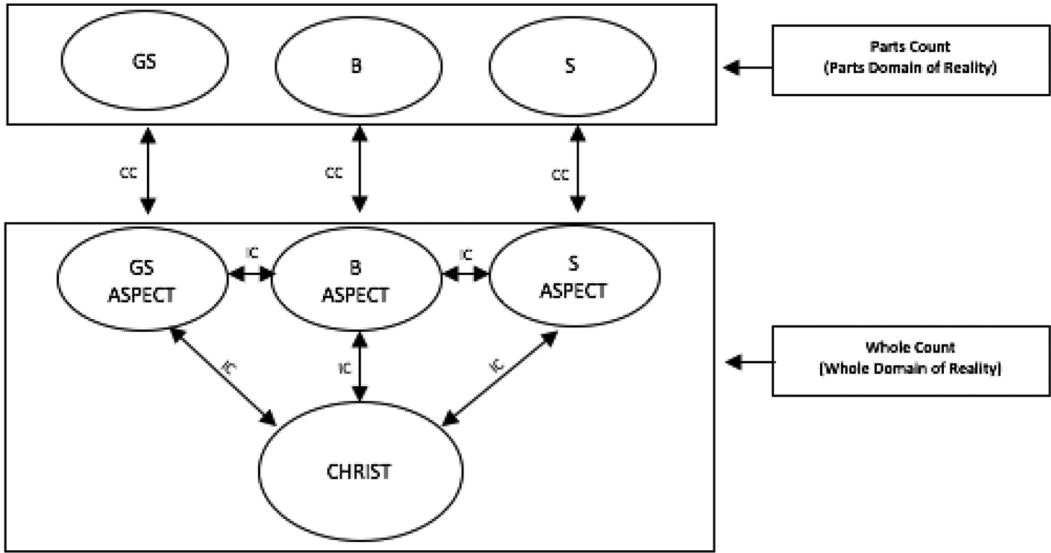 GS
B
S
Parts Count
(Parts Domain of Reality)
CC
CC
CC
GS
ASPECT
IC
B
ASPECT
IC
S
ASPECT
IC
IC
IC
Whole Count
(Whole Domain of Reality)
CHRIST